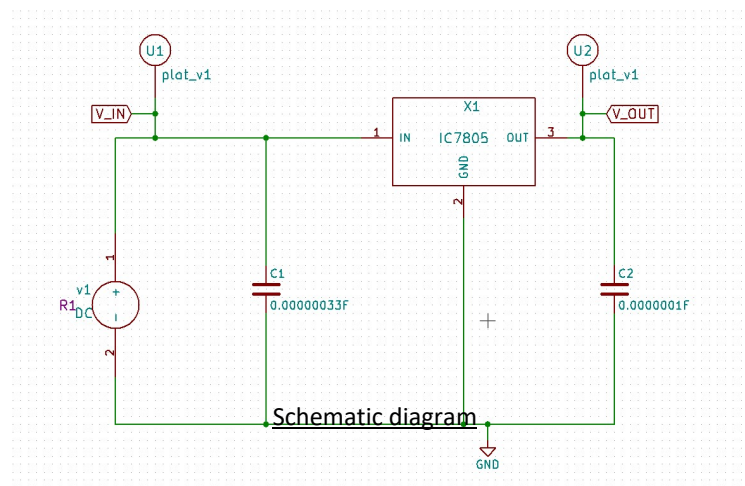 U1
plat_v1
V_IN
U2
plat_v1
V_OUT
X1
1
IN
IC7805
OUT
3
GND
2
1
v1
R1
DC
+
2
C1
0.00000033F
C2
0.0000001F
Schematic diagram
GND